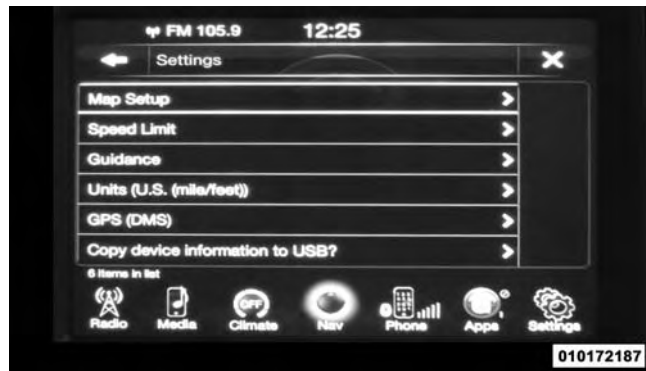 FM 105.9 12:25
Settings
Map Setup
Speed Limit
Guidance
Units (U.S. (mile/feet))
GPS (DMS)
Copy device information to USB?
6 items in list
OFF
Radio Media Climate Nav Phone Apps Settings
010172187